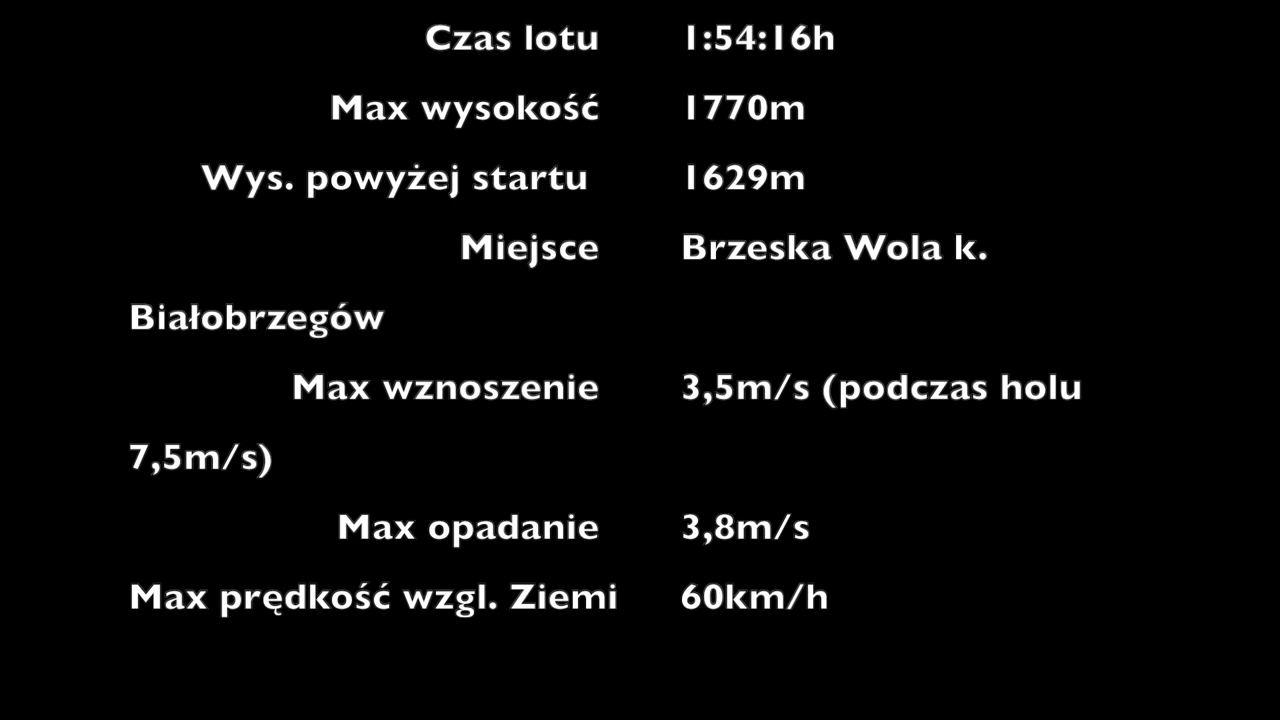 Czas lotu 1:54:16h
Max wysokość 1770m
Wys. powyżej startu 1629m
Miejsce Brzeska Wola k.
Białobrzegów
Max wznoszenie 3,5m/s (podczas holu
7,5m/s)
Max opadanie 3,8m/s
Max prędkość wzgl. Ziemi 60km/h